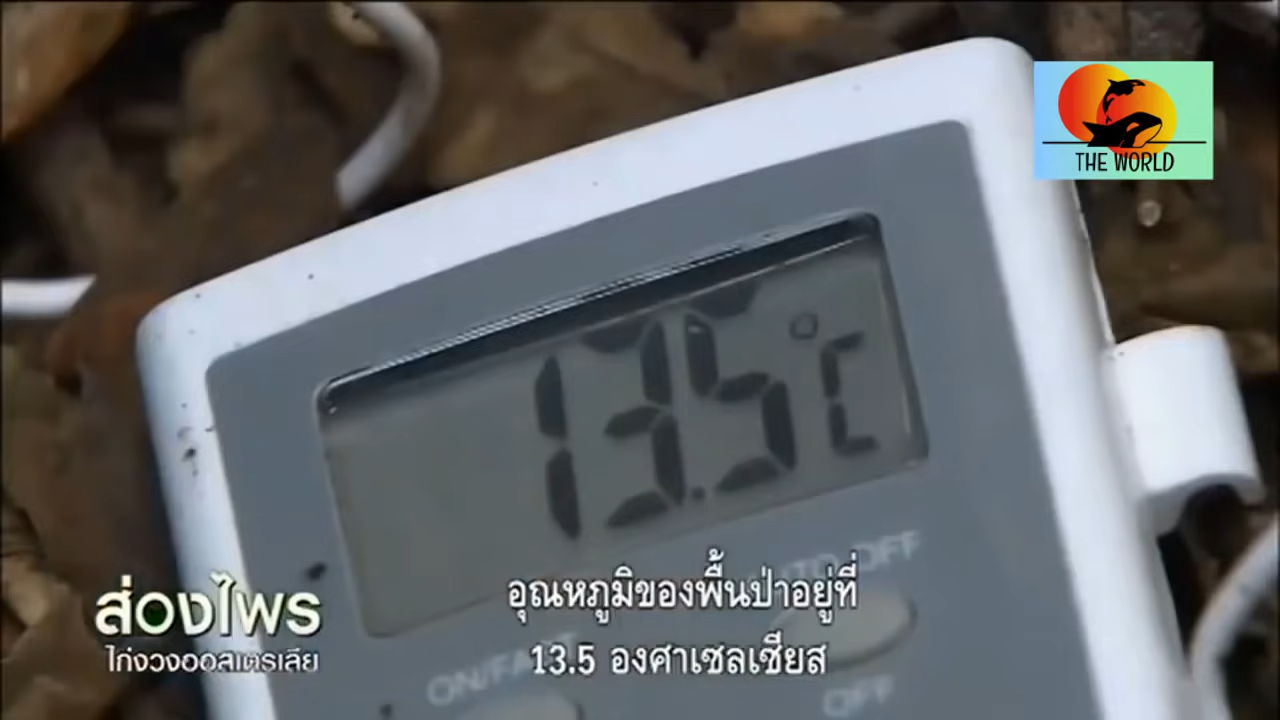 THE WORLD
13.5°C
AUTO OFF
ส่องไพร
ไก่งวงออสเตรเลีย
อุณหภูมิของพื้นป่าอยู่ที่
13.5 องศาเซลเซียส
OFF